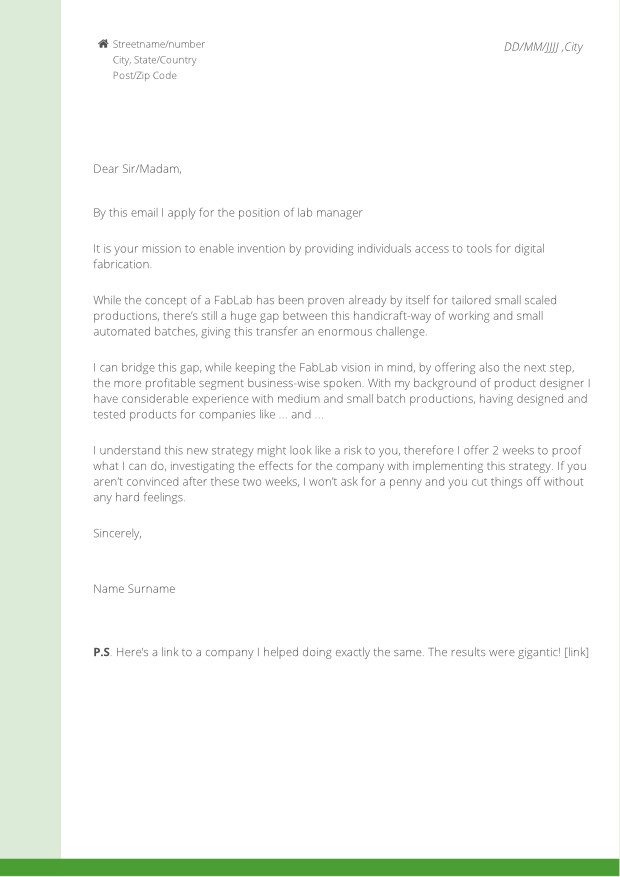 Streetname/number
City, State/Country
Post/Zip Code
DD/MM/JJJJ ,City
Dear Sir/Madam,
By this email I apply for the position of lab manager
It is your mission to enable invention by providing individuals access to tools for digital
fabrication.
While the concept of a FabLab has been proven already by itself for tailored small scaled
productions, there's still a huge gap between this handicraft-way of working and small
automated batches, giving this transfer an enormous challenge.
I can bridge this gap, while keeping the FabLab vision in mind, by offering also the next step,
the more profitable segment business-wise spoken. With my background of product designer I
have considerable experience with medium and small batch productions, having designed and
tested products for companies like ... and ...
I understand this new strategy might look like a risk to you, therefore I offer 2 weeks to proof
what I can do, investigating the effects for the company with implementing this strategy. If you
aren't convinced after these two weeks, I won't ask for a penny and you cut things off without
any hard feelings.
Sincerely,
Name Surname
P.S. Here's a link to a company I helped doing exactly the same. The results were gigantic! [link]